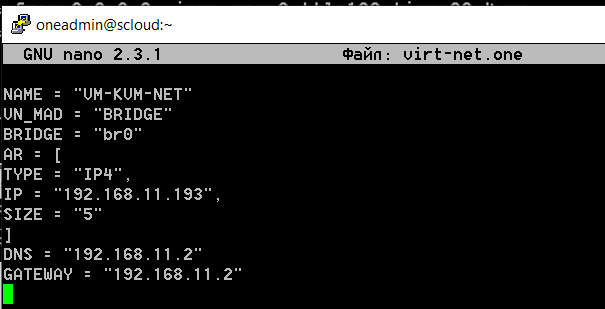 oneadmin@scloud:~
GNU nano 2.3.1 Файл: virt-net.one
NAME = "VM-KVM-NET"
VN_MAD = "BRIDGE"
BRIDGE = "br0"
AR = [
TYPE = "IP4",
IP = "192.168.11.193",
SIZE = "5"
]
DNS = "192.168.11.2"
GATEWAY = "192.168.11.2"